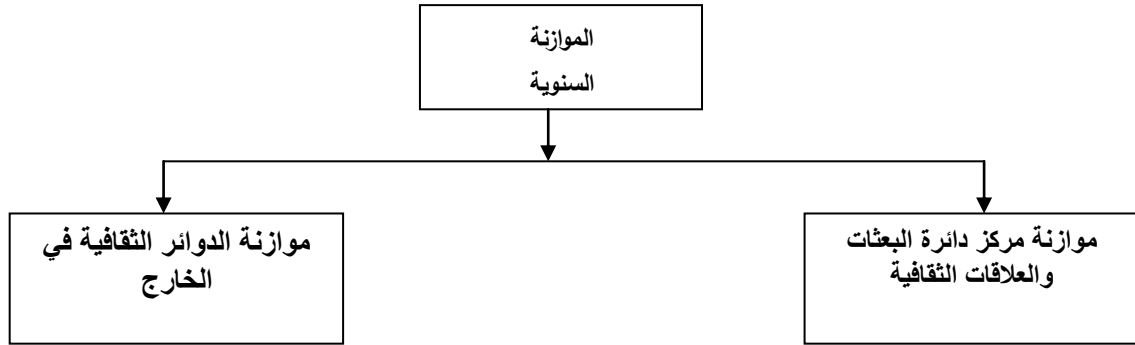 الموازنة
السنوية
موازنة مركز دائرة البعثات
والعلاقات الثقافية
موازنة الدوائر الثقافية في
الخارج